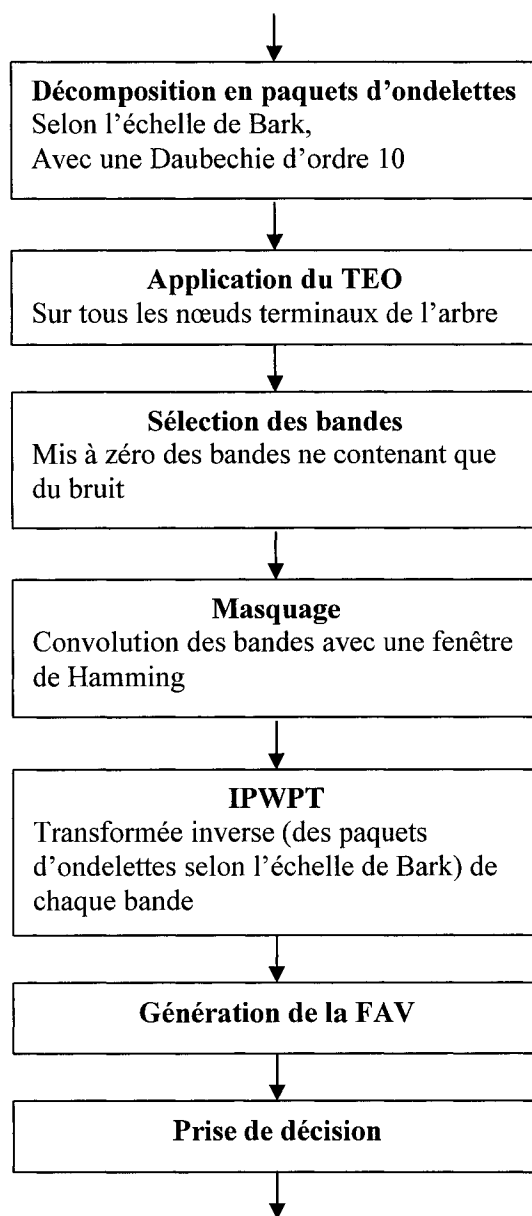 Décomposition en paquets d'ondelettes
Selon l'échelle de Bark,
Avec une Daubechie d'ordre 10
Application du TEO
Sur tous les nœuds terminaux de l'arbre
Sélection des bandes
Mis à zéro des bandes ne contenant que
du bruit
Masquage
Convolution des bandes avec une fenêtre
de Hamming
IPWPT
Transformée inverse (des paquets
d'ondelettes selon l'échelle de Bark) de
chaque bande
Génération de la FAV
Prise de décision